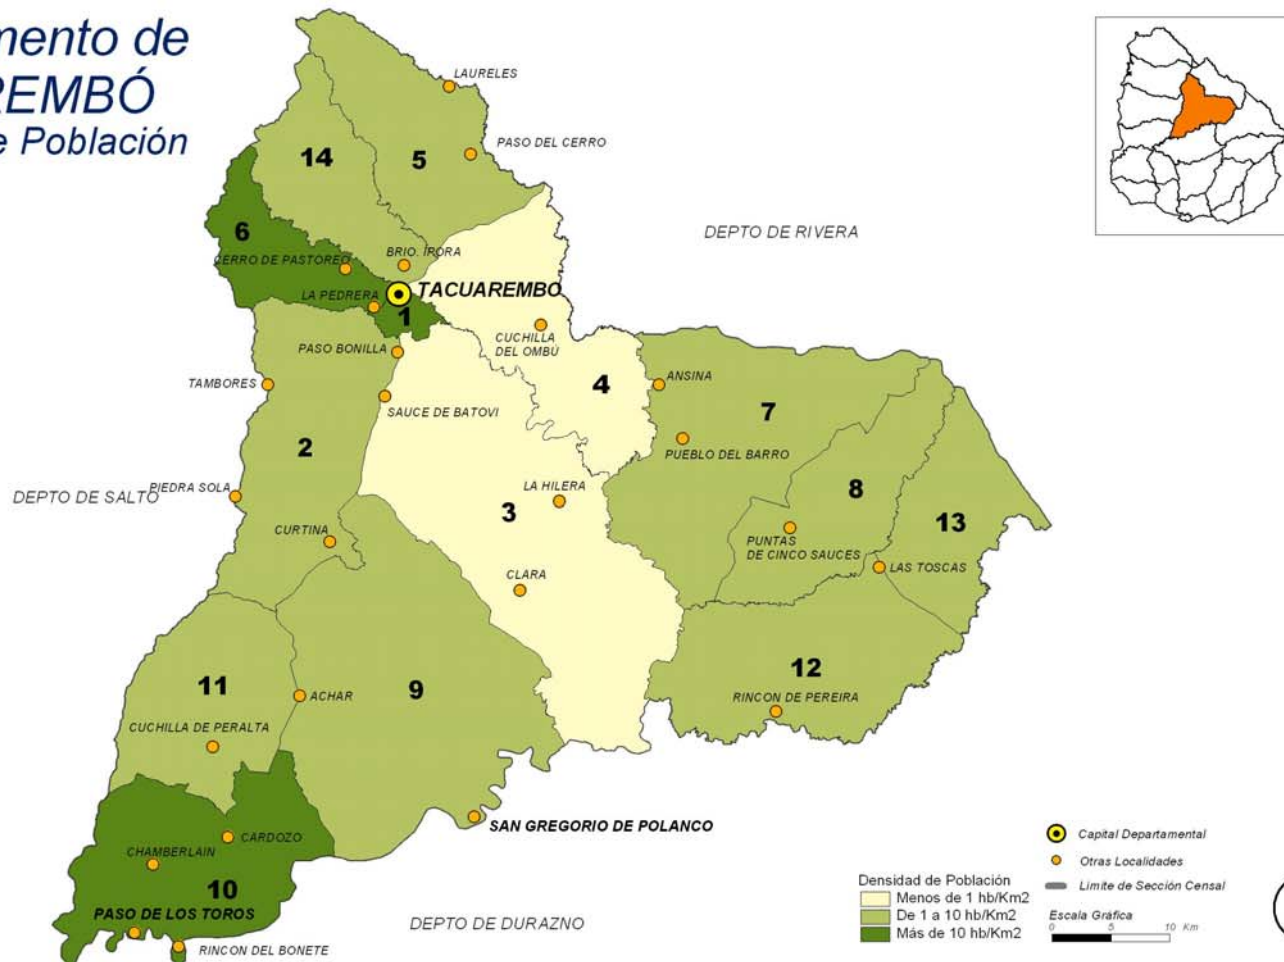 mento de
REMBÓ
e Población
LAURELES
PASO DEL CERRO
14
5
6
DEPTO DE RIVERA
BRIO. IPORA
CERRO DE PASTOREO
TACUAREMBO
LA PEDRERA
1
CUCHILLA
DEL OMBÚ
PASO BONILLA
TAMBORES
4
ANSINA
SAUCE DE BATOVI
7
2
PUEBLO DEL BARRO
DEPTO DE SALTO
PIEDRA SOLA
LA HILERA
8
3
13
CURTINA
PUNTAS
DE CINCO SAUCES
LAS TOSCAS
CLARA
12
11
9
ACHAR
RINCON DE PEREIRA
CUCHILLA DE PERALTA
SAN GREGORIO DE POLANCO
CARDOZO
CHAMBERLAIN
10
PASO DE LOS TOROS
RINCON DEL BONETE
DEPTO DE DURAZNO
Densidad de Población
Menos de 1 hb/Km2
De 1 a 10 hb/Km2
Más de 10 hb/Km2
Capital Departamental
Otras Localidades
Limite de Sección Censal
Escala Gráfica
0 5 10 Km